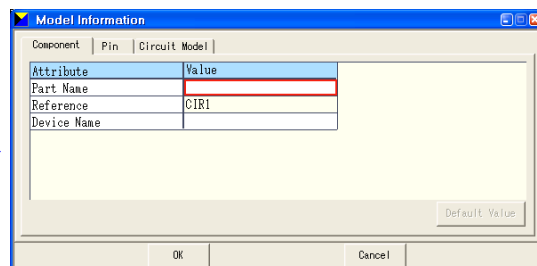 Model Information
Component Pin Circuit Model
Attribute Value
Part Name
Reference CIR1
Device Name
Default Value
OK Cancel